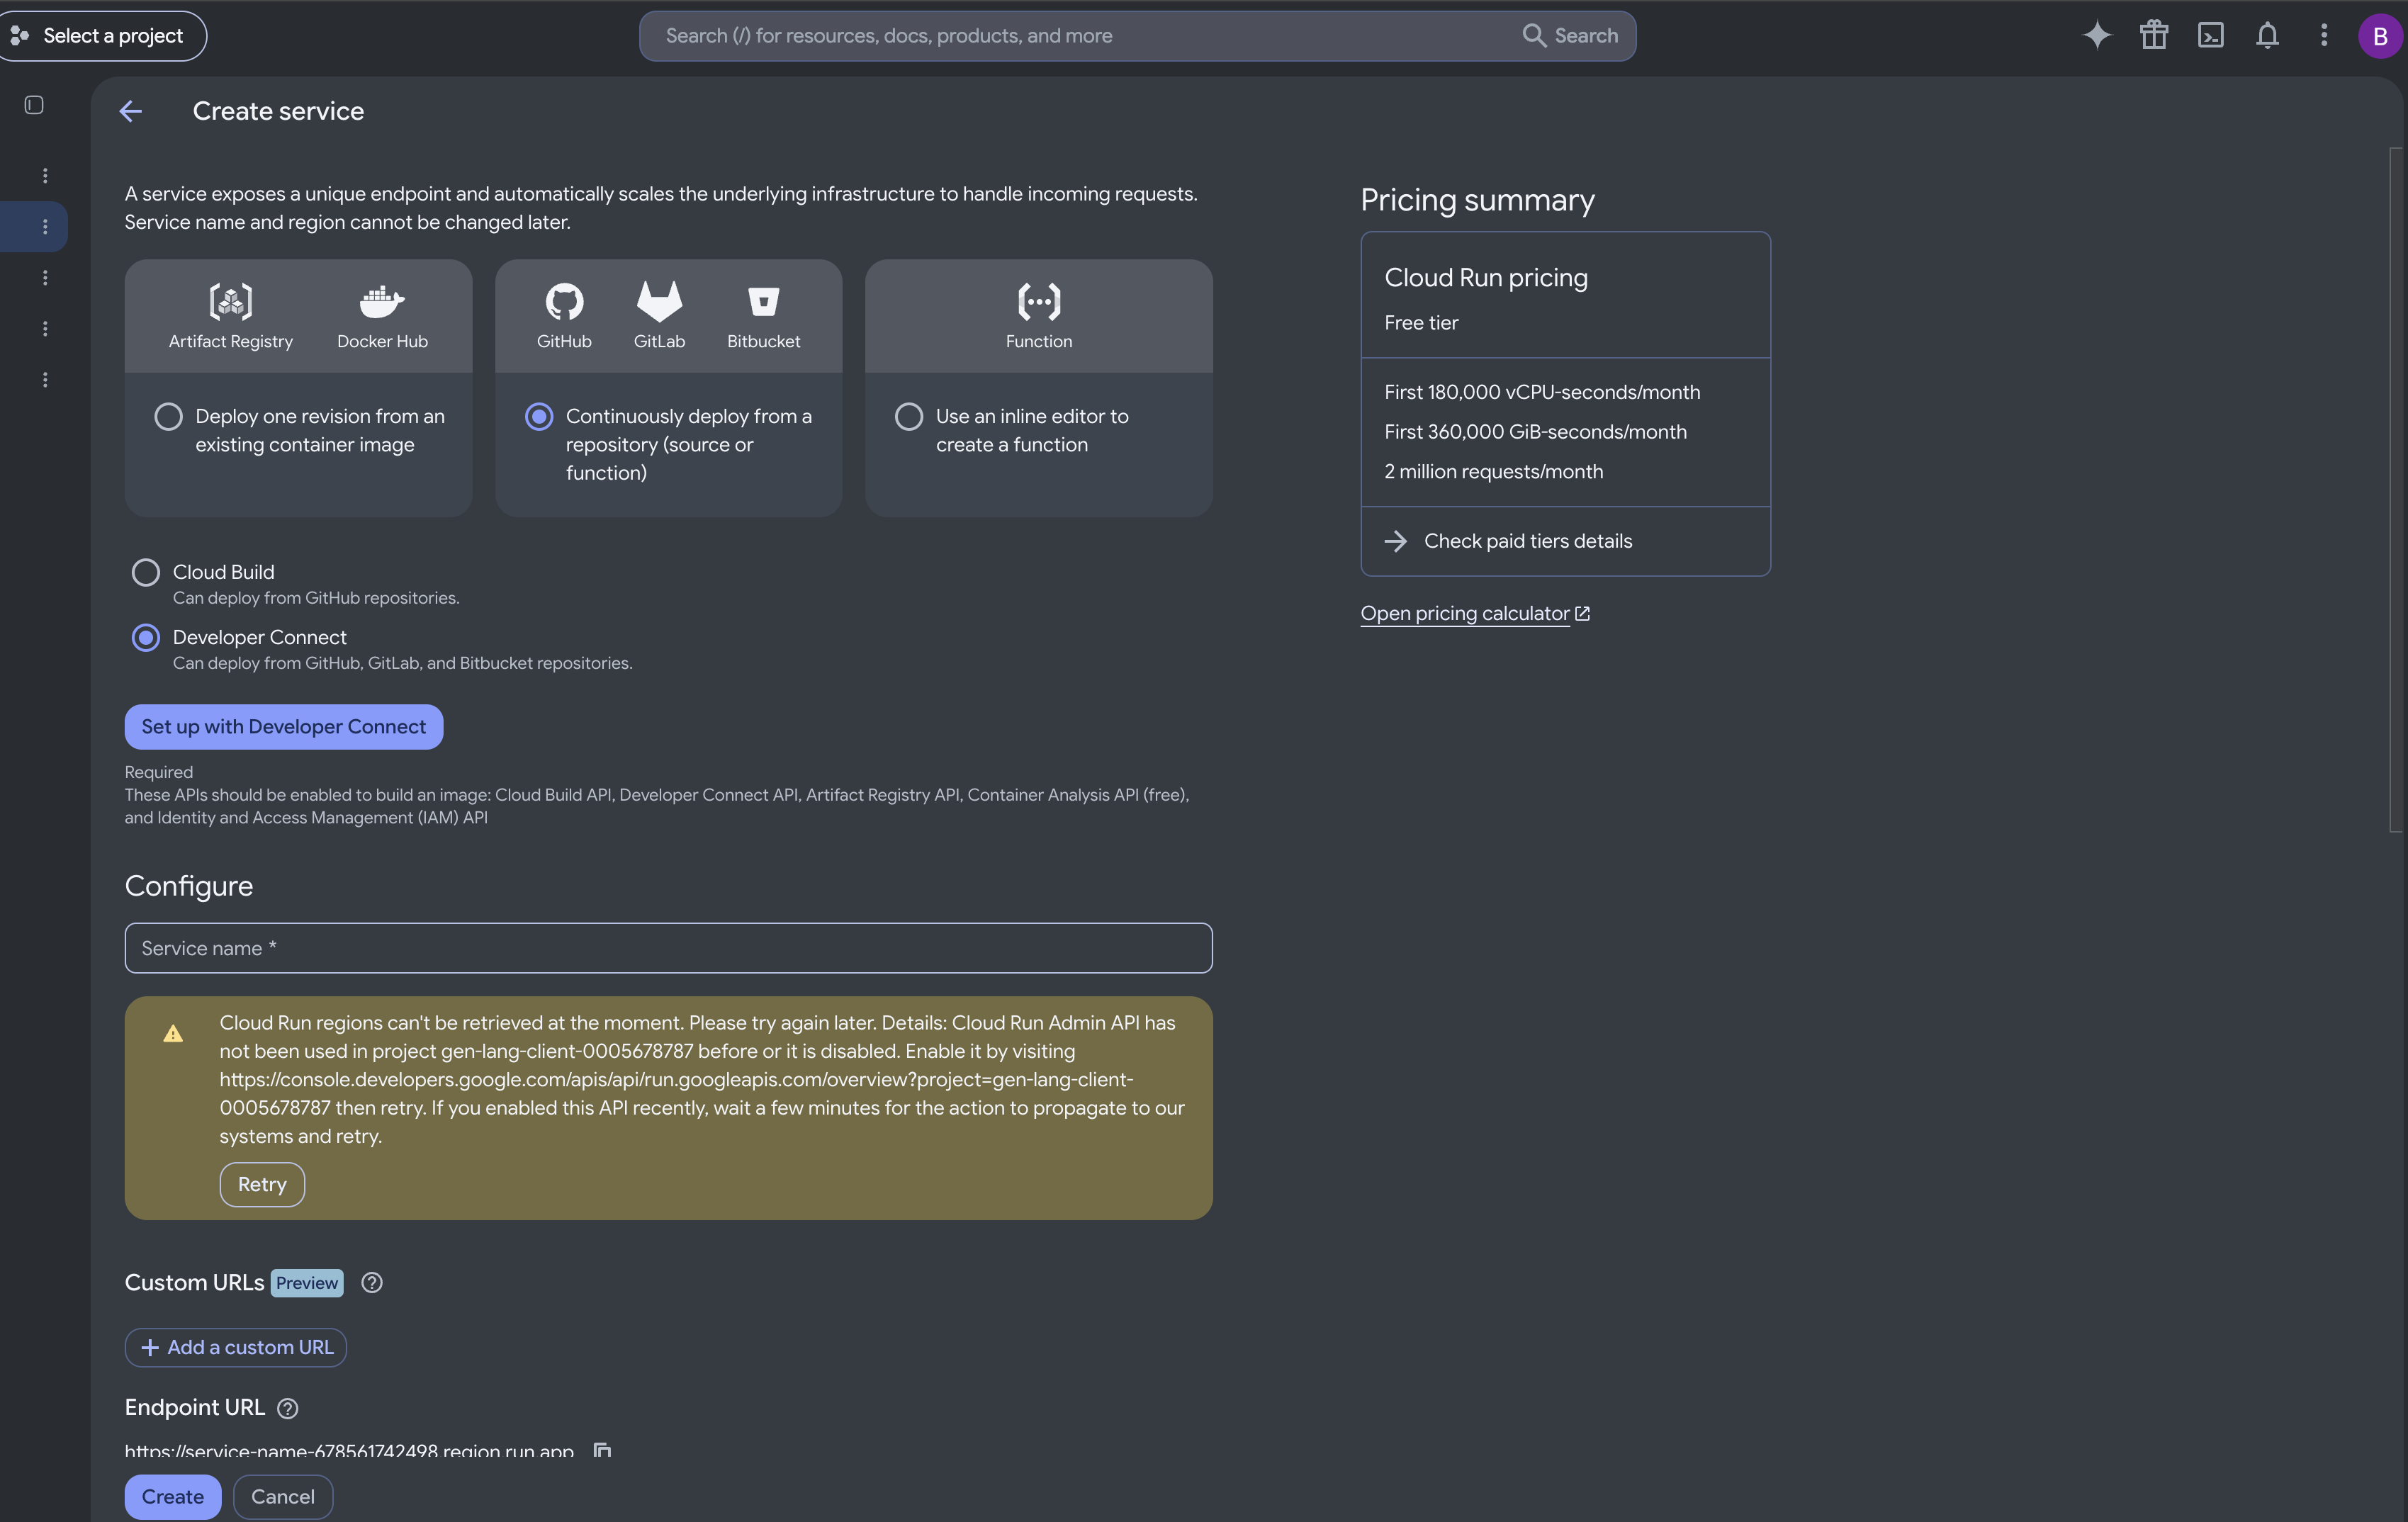 Select a project
Search (/) for resources, docs, products, and more
Search
B
Create service
A service exposes a unique endpoint and automatically scales the underlying infrastructure to handle incoming requests.
Service name and region cannot be changed later.
Artifact Registry
Docker Hub
Deploy one revision from an
existing container image
GitHub
GitLab
Bitbucket
Continuously deploy from a
repository (source or
function)
Function
Use an inline editor to
create a function
Cloud Build
Can deploy from GitHub repositories.
Developer Connect
Can deploy from GitHub, GitLab, and Bitbucket repositories.
Set up with Developer Connect
Required
These APIs should be enabled to build an image: Cloud Build API, Developer Connect API, Artifact Registry API, Container Analysis API (free),
and Identity and Access Management (IAM) API
Configure
Service name *
Cloud Run regions can't be retrieved at the moment. Please try again later. Details: Cloud Run Admin API has
not been used in project gen-lang-client-0005678787 before or it is disabled. Enable it by visiting
https://console.developers.google.com/apis/api/run.googleapis.com/overview?project=gen-lang-client-
0005678787 then retry. If you enabled this API recently, wait a few minutes for the action to propagate to our
systems and retry.
Retry
Custom URLs Preview
Add a custom URL
Endpoint URL
https://service-name-678561742498.region.run.app
Create
Cancel
Pricing summary
Cloud Run pricing
Free tier
First 180,000 vCPU-seconds/month
First 360,000 GiB-seconds/month
2 million requests/month
Check paid tiers details
Open pricing calculator